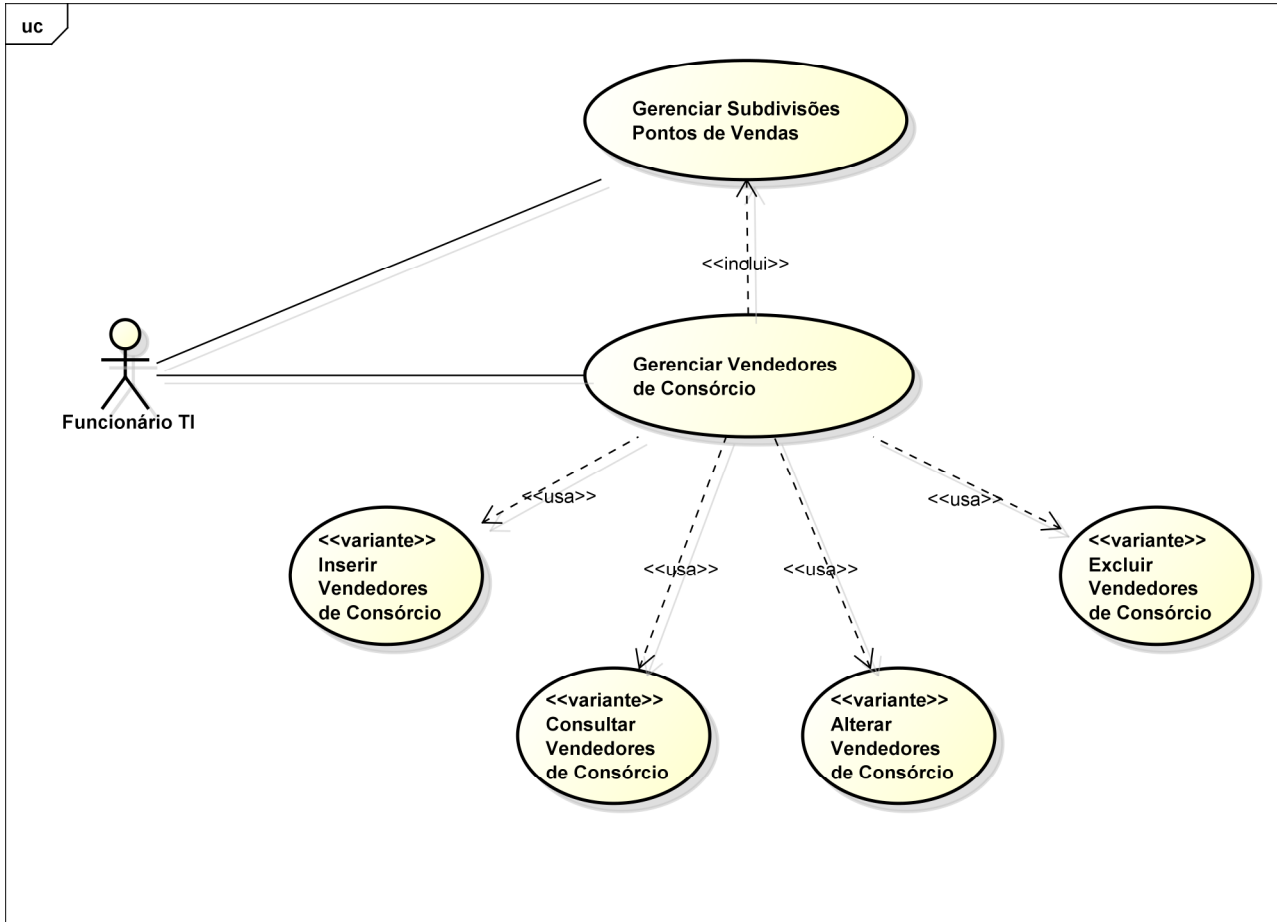 uc
Gerenciar Subdivisões
Pontos de Vendas
<<inclui>>
Gerenciar Vendedores
de Consórcio
Funcionário TI
<<usa>>
<<usa>>
<<usa>>
<<usa>>
<<variante>>
Inserir
Vendedores
de Consórcio
<<variante>>
Excluir
Vendedores
de Consórcio
<<variante>>
Consultar
Vendedores
de Consórcio
<<variante>>
Alterar
Vendedores
de Consórcio